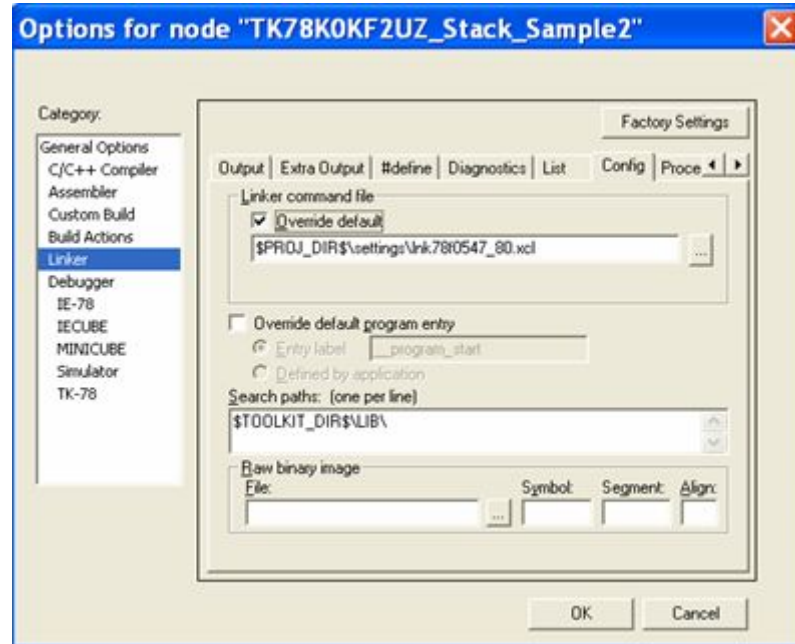 Options for node "TK78K0KF2UZ_Stack_Sample2"
Category:
General Options
C/C++ Compiler
Assembler
Custom Build
Build Actions
Linker
Debugger
IE-78
IECUBE
MINICUBE
Simulator
TK-78
Factory Settings
Output Extra Output #define Diagnostics List Config Proce
Linker command file
Override default
$PROJ_DIR$\settings\lnk78f0547_80.xcl
...
Override default program entry
Entry label __program_start
Defined by application
Search paths: (one per line)
$TOOLKIT_DIR$\LIB\
Raw binary image
File: Symbol: Segment: Align:
...
OK Cancel